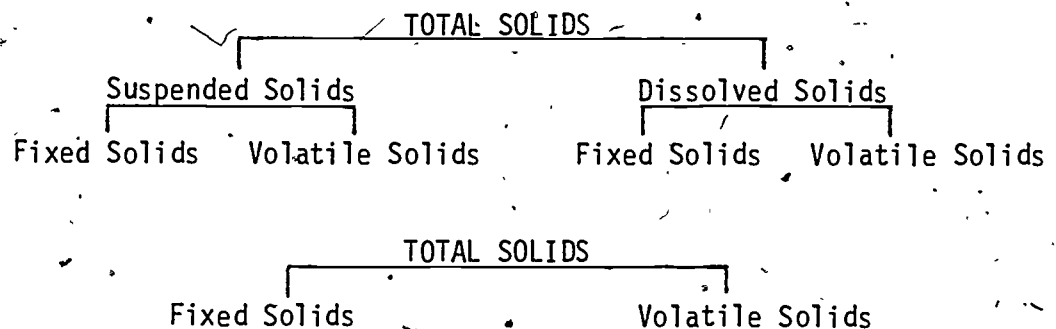 TOTAL SOLIDS
Suspended Solids Dissolved Solids
Fixed Solids Volatile Solids Fixed Solids Volatile Solids
TOTAL SOLIDS
Fixed Solids Volatile Solids